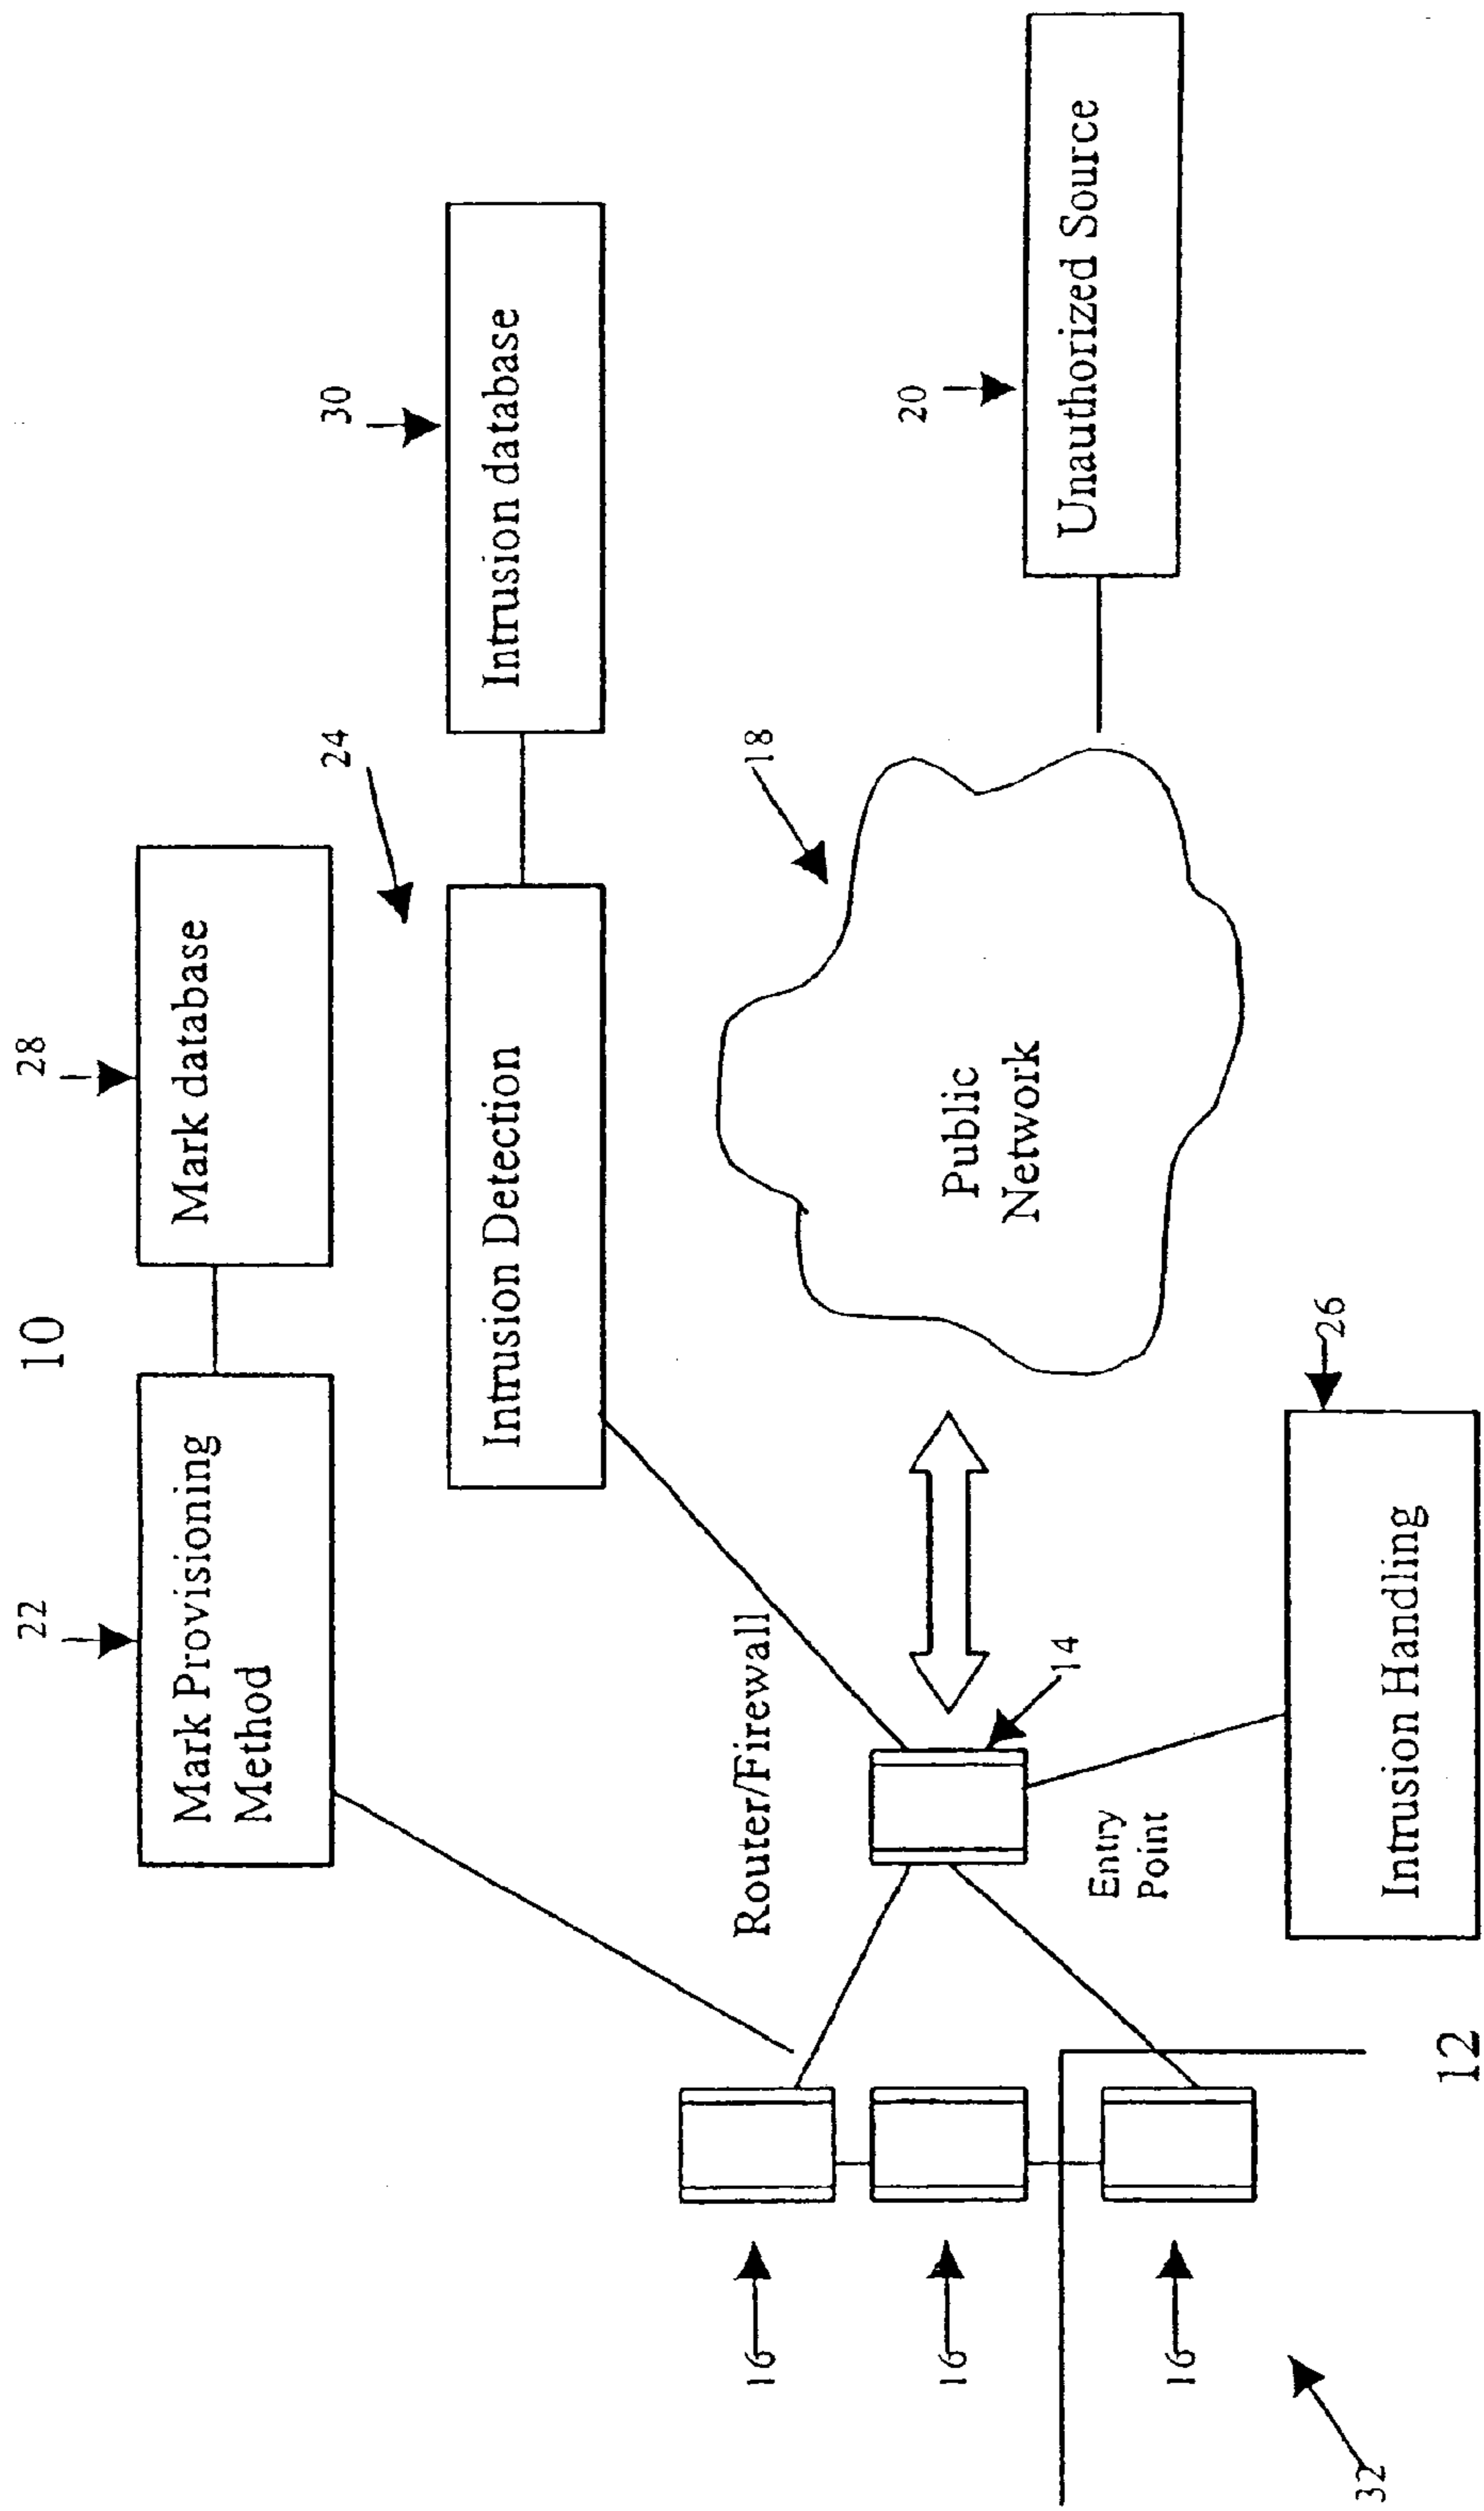 10
22
28
Mark Provisioning
Method
Mark database
24
30
Intrusion Detection
Intrusion database
Router/Firewall
18
16
16
16
14
Entry
Point
Public
Network
20
Unauthorized Source
26
Intrusion Handling
32
12